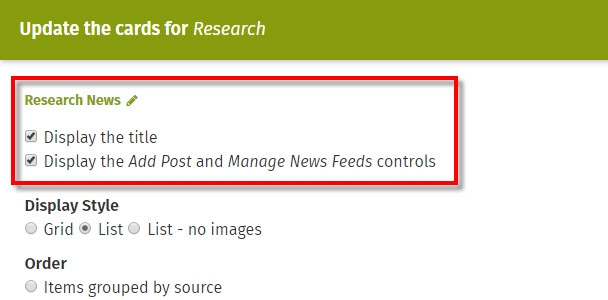 Update the cards for Research
Research News
Display the title
Display the Add Post and Manage News Feeds controls
Display Style
Grid List List - no images
Order
Items grouped by source